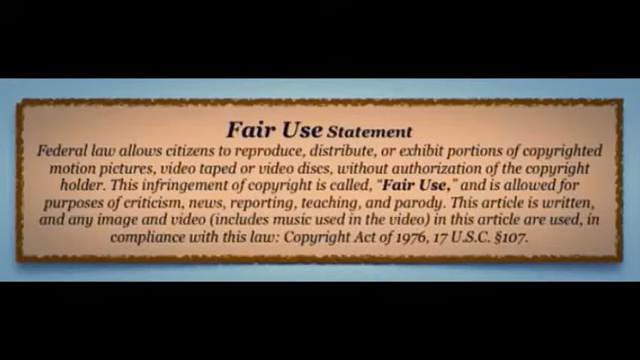 Fair Use Statement
Federal law allows citizens to reproduce, distribute, or exhibit portions of copyrighted
motion pictures, video taped or video discs, without authorization of the copyright
holder. This infringement of copyright is called, "Fair Use," and is allowed for
purposes of criticism, news, reporting, teaching, and parody. This article is written,
and any image and video (includes music used in the video) in this article are used, in
compliance with this law: Copyright Act of 1976, 17 U.S.C. §107.